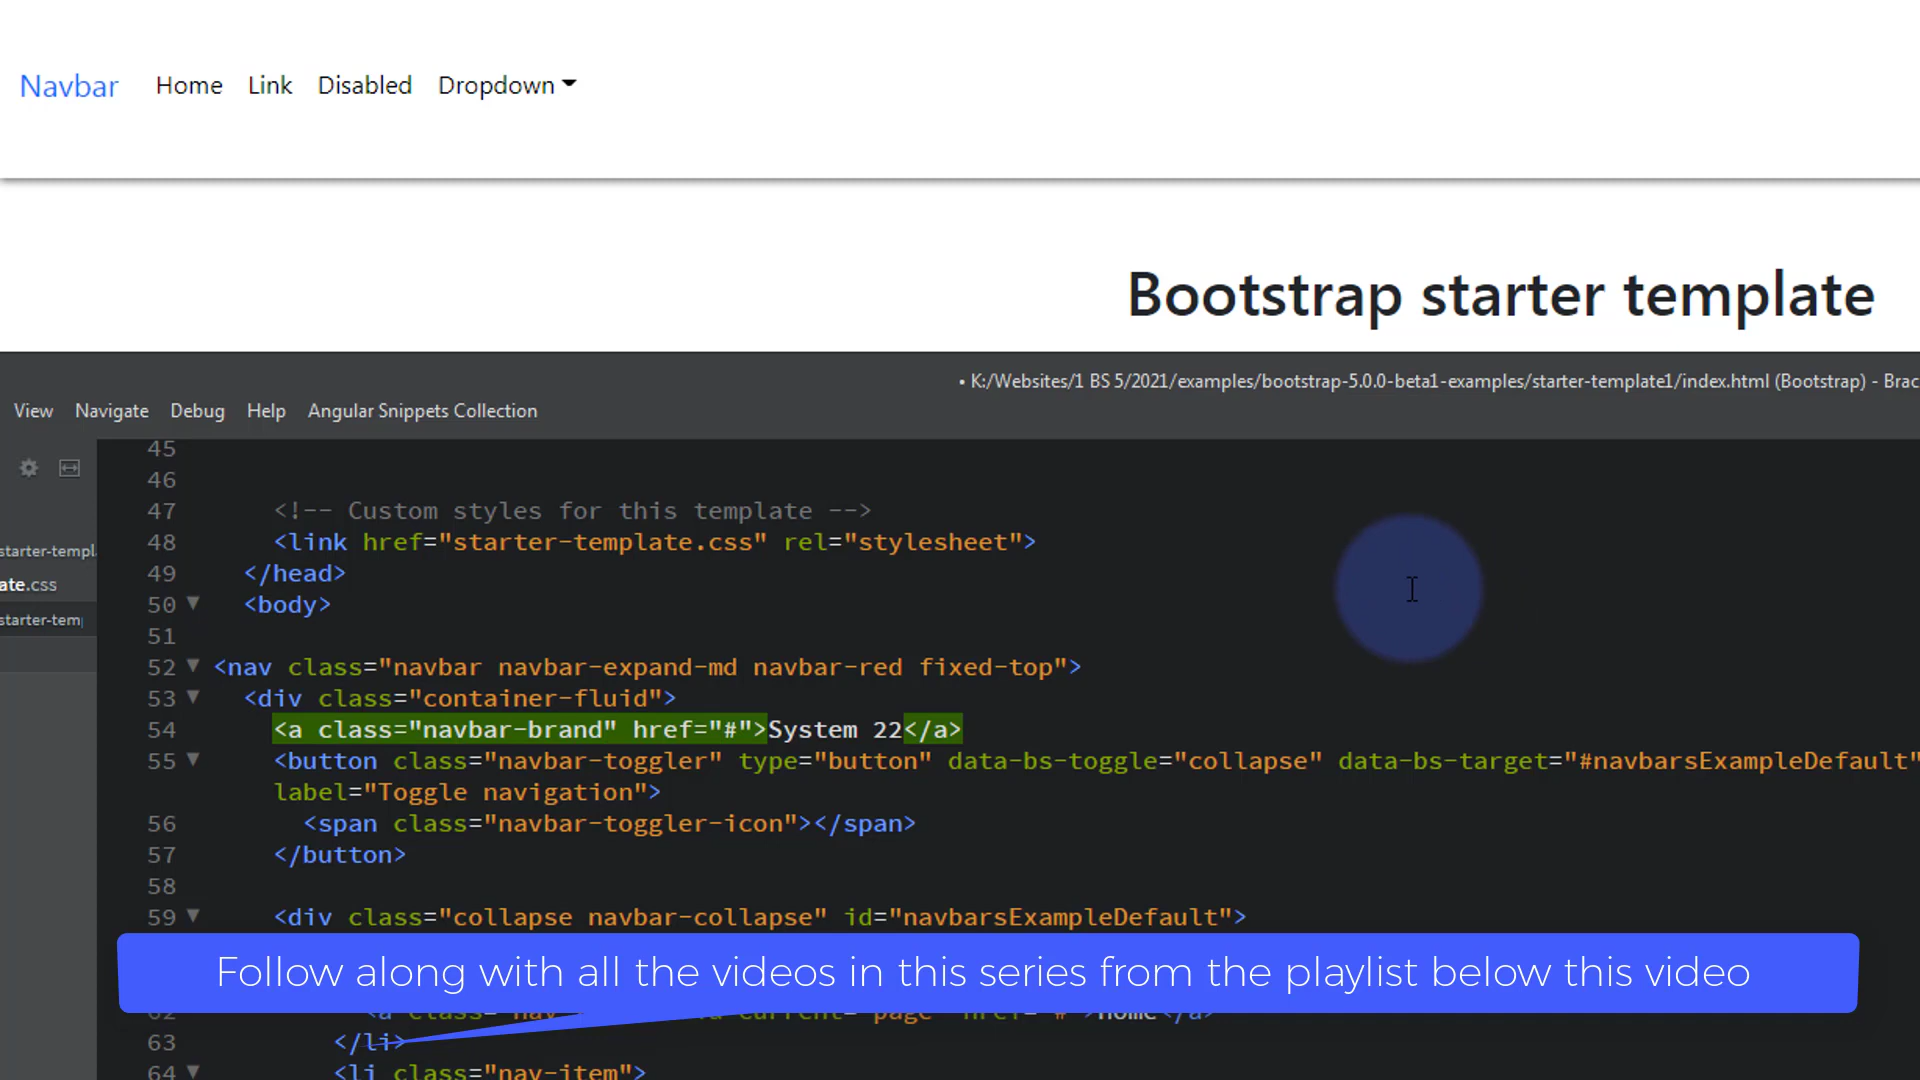 Navbar Home Link Disabled Dropdown
Bootstrap starter template
• K:/Websites/1 BS 5/2021/examples/bootstrap-5.0.0-beta1-examples/starter-template1/index.html (Bootstrap) - Brac
View Navigate Debug Help Angular Snippets Collection
45
46
47 <!-- Custom styles for this template -->
48 <link href="starter-template.css" rel="stylesheet">
starter-templ
49 </head>
ate.css
50 <body>
starter-tem
51
52 <nav class="navbar navbar-expand-md navbar-red fixed-top">
53 <div class="container-fluid">
54 <a class="navbar-brand" href="#">System 22</a>
55 <button class="navbar-toggler" type="button" data-bs-toggle="collapse" data-bs-target="#navbarsExampleDefault"
label="Toggle navigation">
56 <span class="navbar-toggler-icon"></span>
57 </button>
58
59 <div class="collapse navbar-collapse" id="navbarsExampleDefault">
Follow along with all the videos in this series from the playlist below this video
63 </li>
64 <li class="nav-item">